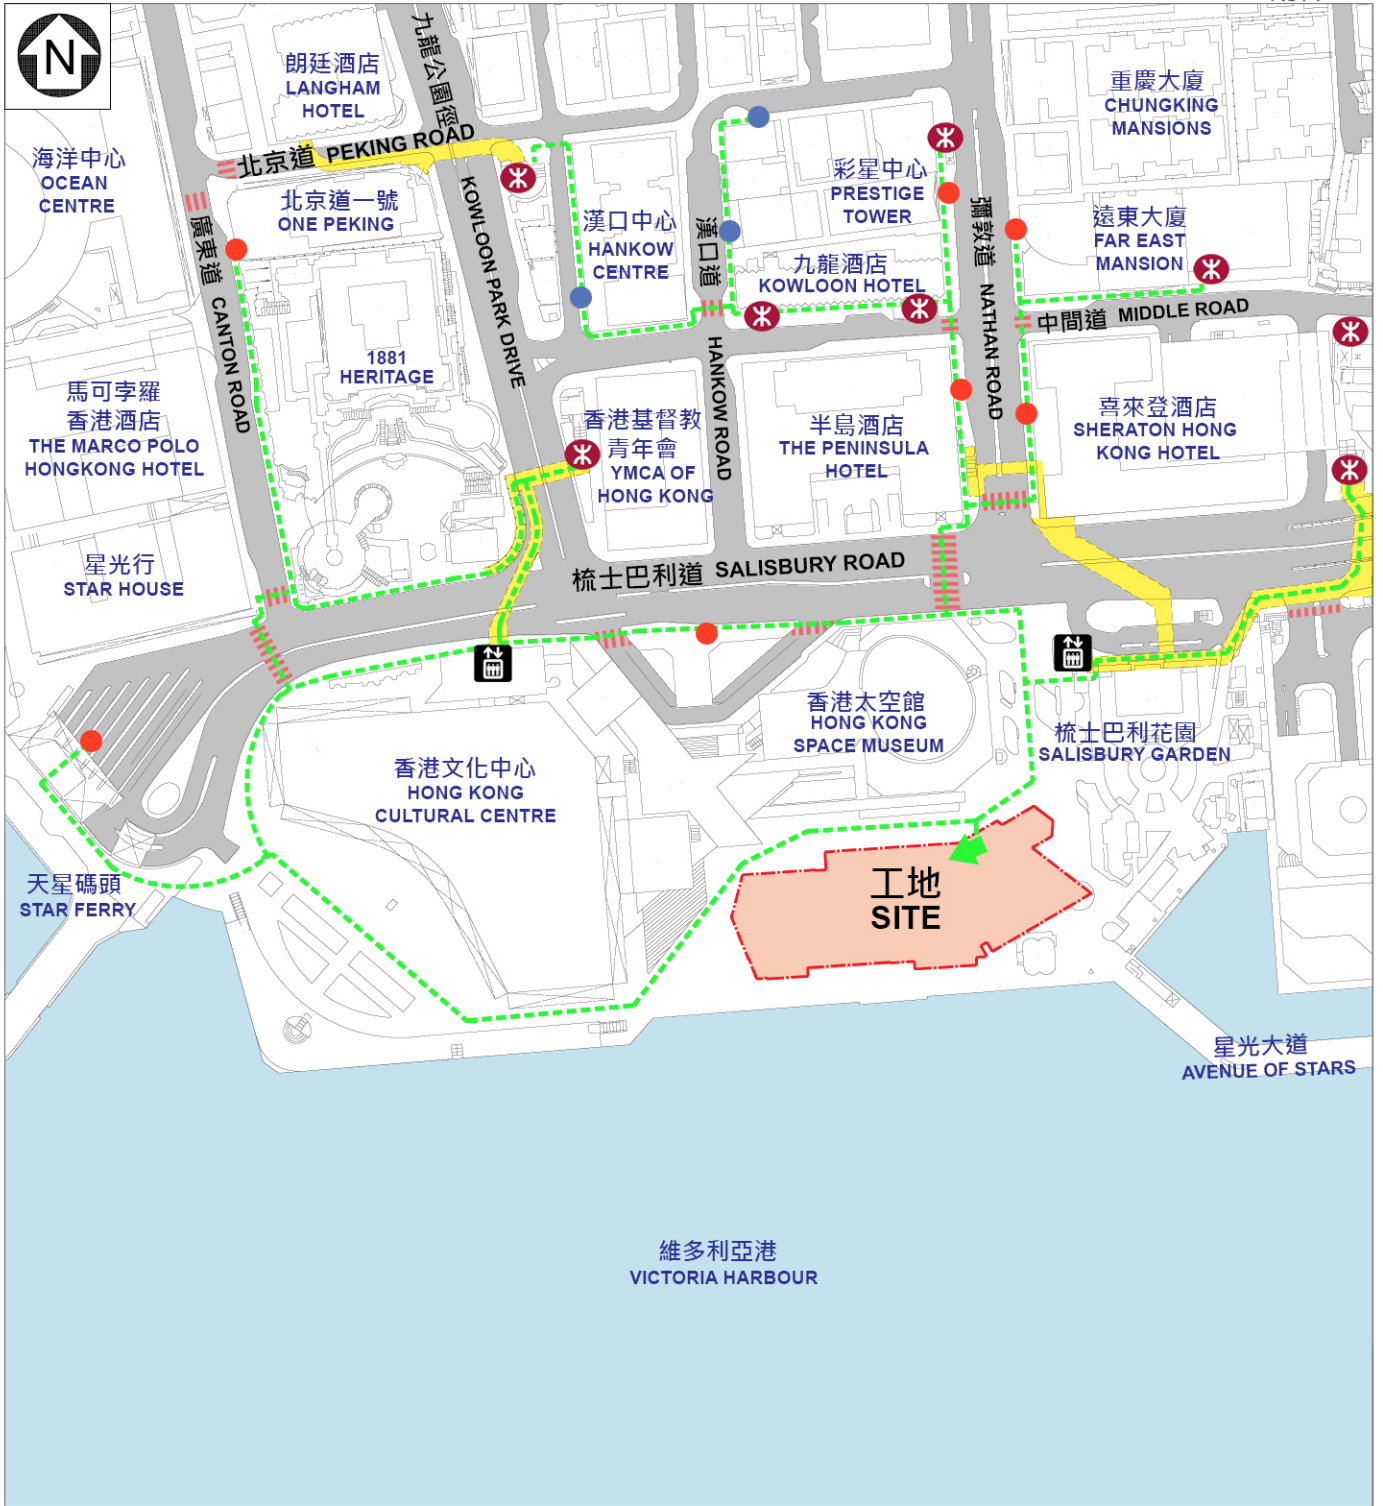 N
朗廷酒店
LANGHAM
HOTEL
九龍公園徑
KOWLOON PARK DRIVE
重慶大廈
CHUNGKING
MANSIONS
海洋中心
OCEAN
CENTRE
北京道 PEKING ROAD
北京道一號
ONE PEKING
廣東道 CANTON ROAD
漢口中心
HANKOW
CENTRE
漢口道
HANKOW ROAD
彩星中心
PRESTIGE
TOWER
九龍酒店
KOWLOON HOTEL
彌敦道 NATHAN ROAD
遠東大廈
FAR EAST
MANSION
中間道 MIDDLE ROAD
1881
HERITAGE
馬可孛羅
香港酒店
THE MARCO POLO
HONGKONG HOTEL
香港基督教
青年會
YMCA OF
HONG KONG
半島酒店
THE PENINSULA
HOTEL
喜來登酒店
SHERATON HONG
KONG HOTEL
星光行
STAR HOUSE
梳士巴利道 SALISBURY ROAD
香港太空館
HONG KONG
SPACE MUSEUM
梳士巴利花園
SALISBURY GARDEN
香港文化中心
HONG KONG
CULTURAL CENTRE
天星碼頭
STAR FERRY
工地
SITE
星光大道
AVENUE OF STARS
維多利亞港
VICTORIA HARBOUR